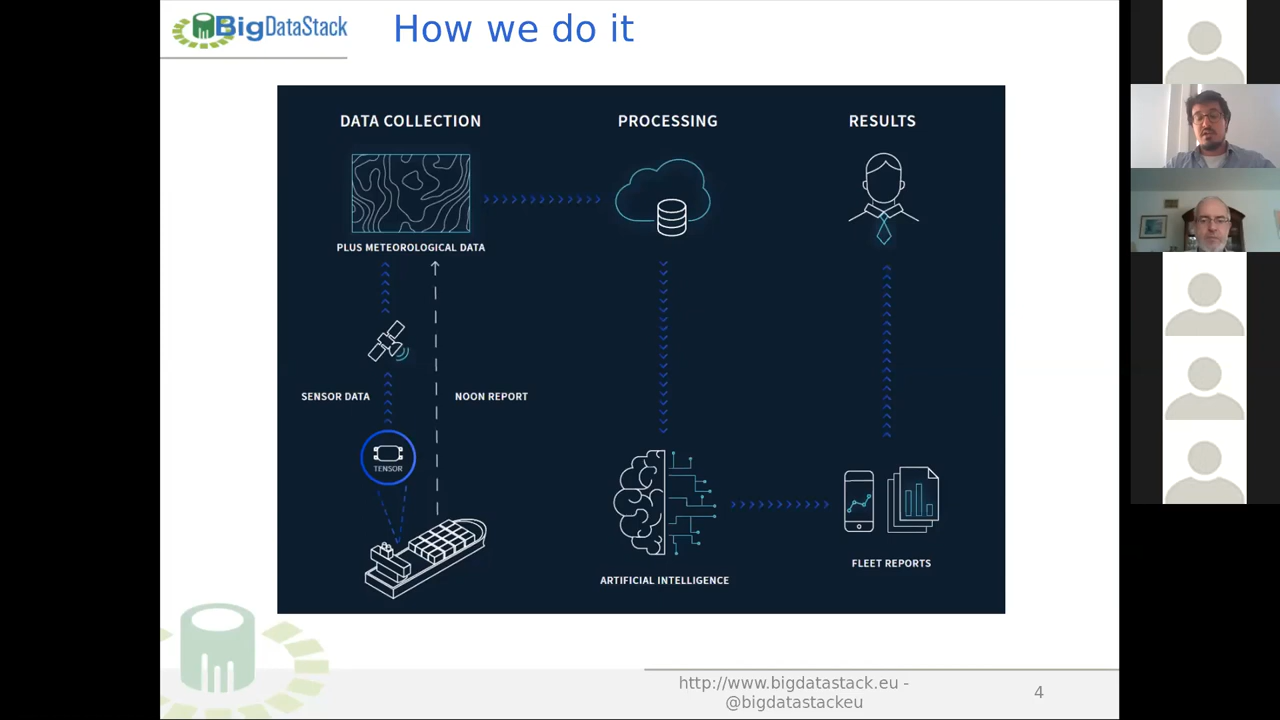 BigDataStack
How we do it
DATA COLLECTION
PROCESSING
RESULTS
PLUS METEOROLOGICAL DATA
SENSOR DATA
NOON REPORT
TENSOR
ARTIFICIAL INTELLIGENCE
FLEET REPORTS
http://www.bigdatastack.eu -
@bigdatastackeu
4